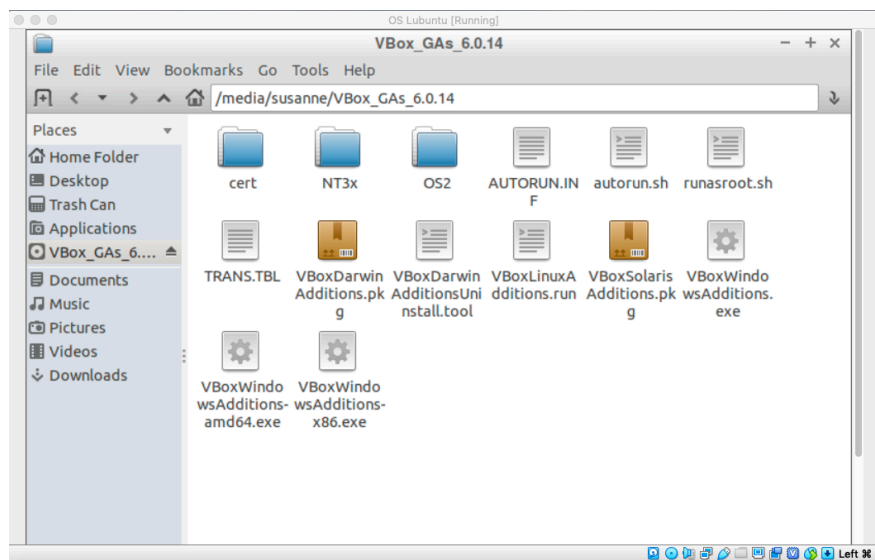 OS Lubuntu [Running]
VBox_GAs_6.0.14
File Edit View Bookmarks Go Tools Help
/media/susanne/VBox_GAs_6.0.14
Places
Home Folder
Desktop
Trash Can
Applications
VBox_GAs_6....
Documents
Music
Pictures
Videos
Downloads
cert
NT3x
OS2
AUTORUN.IN
F
autorun.sh
runasroot.sh
TRANS.TBL
VBoxDarwin
Additions.pk
g
VBoxDarwin
AdditionsUni
nstall.tool
VBoxLinuxA
dditions.run
VBoxSolaris
Additions.pk
g
VBoxWindo
wsAdditions.
exe
VBoxWindo
wsAdditions-
amd64.exe
VBoxWindo
wsAdditions-
x86.exe
Left ⌘